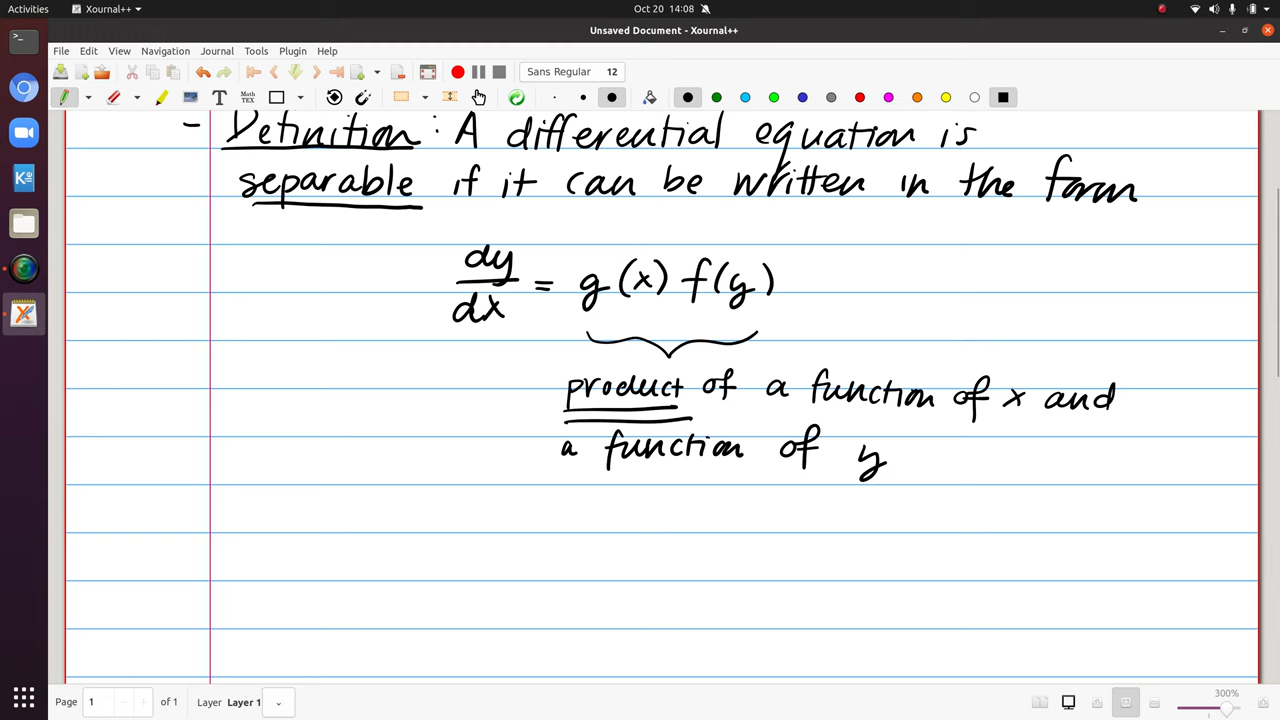 Activities
Xournal++
Oct 20 14:08
Unsaved Document - Xournal++
File Edit View Navigation Journal Tools Plugin Help
Sans Regular 12
T Math TEX
- Definition: A differential equation is
separable if it can be written in the form
dy/dx = g(x) f(y)
product of a function of x and
a function of y
Page 1 of 1 Layer Layer 1
300%